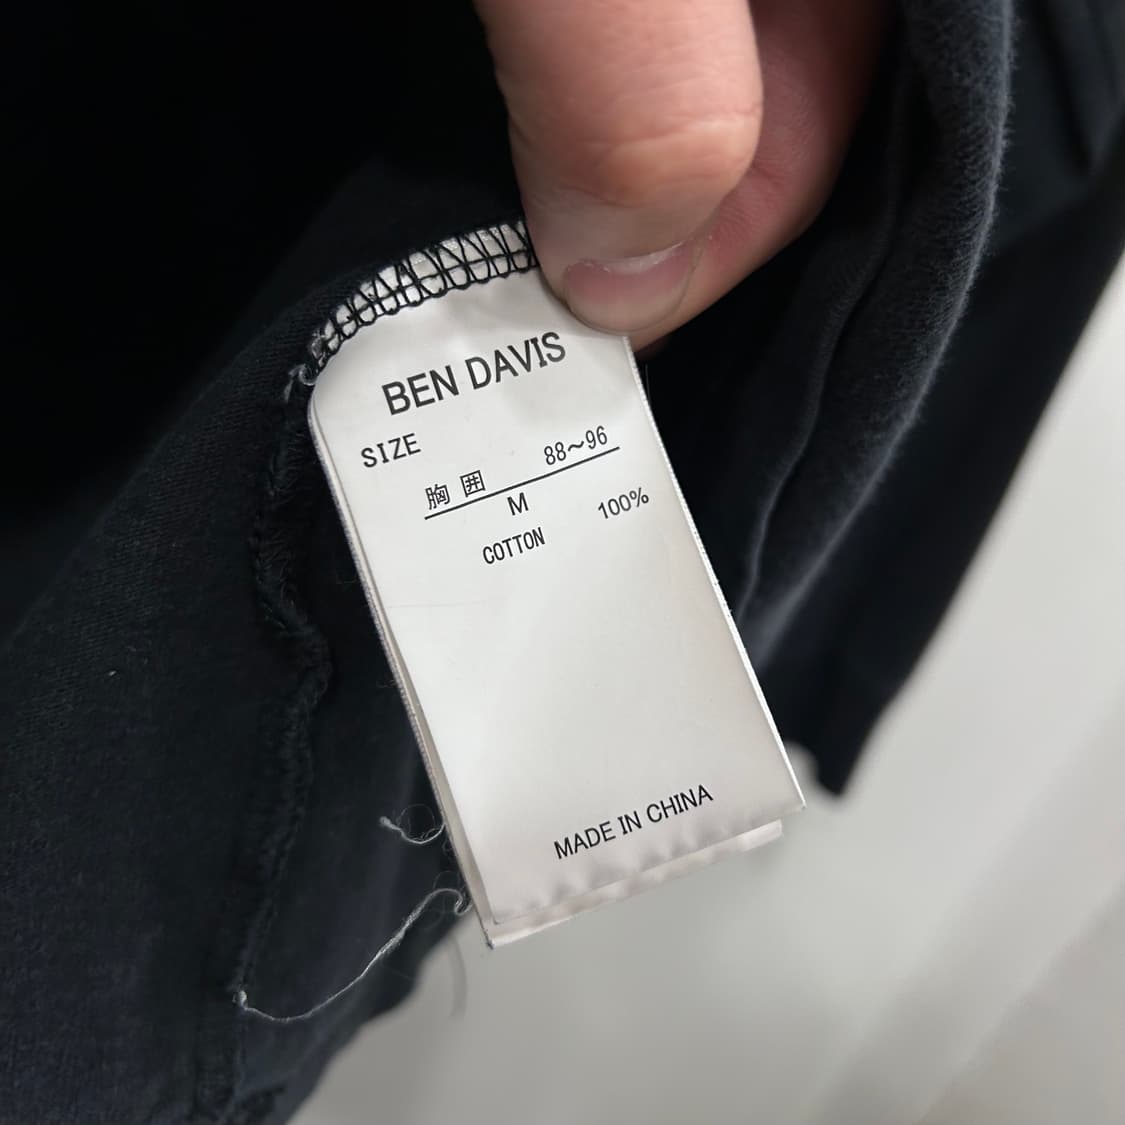 BEN DAVIS
SIZE
胸囲 88～96
M
COTTON 100%
MADE IN CHINA